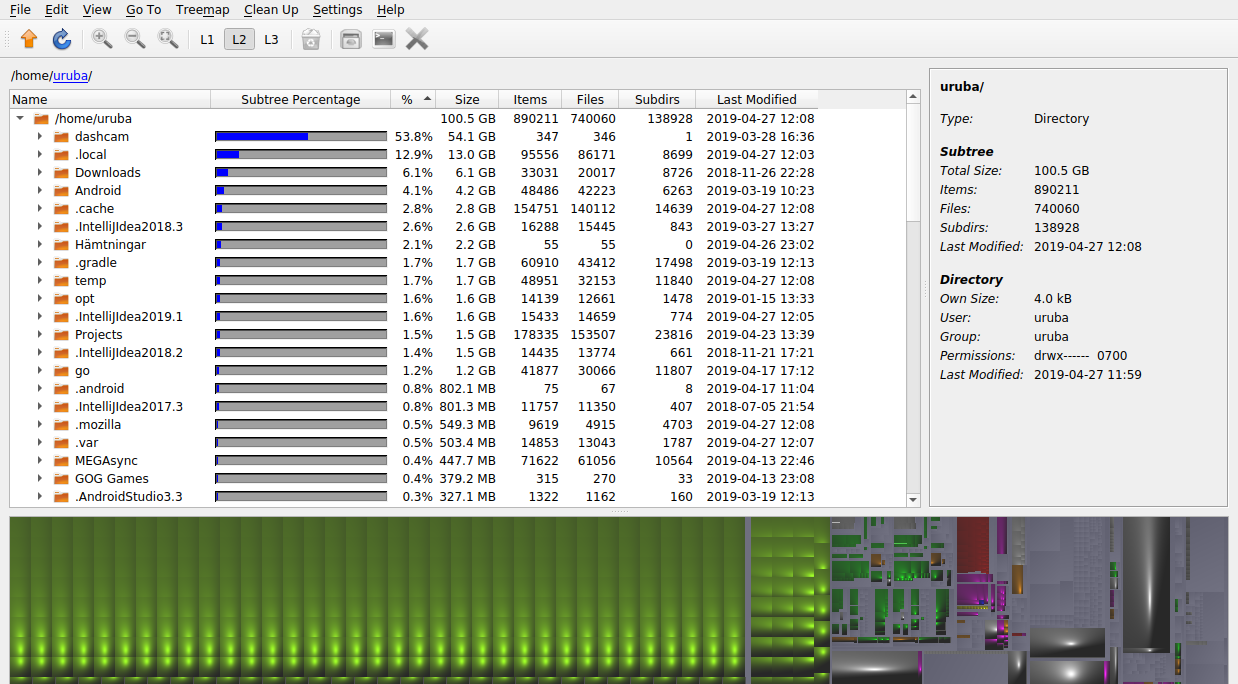 File Edit View Go To Treemap Clean Up Settings Help
L1 L2 L3
/home/uruba/
Name Subtree Percentage % Size Items Files Subdirs Last Modified
/home/uruba 100.5 GB 890211 740060 138928 2019-04-27 12:08
dashcam 53.8% 54.1 GB 347 346 1 2019-03-28 16:36
.local 12.9% 13.0 GB 95556 86171 8699 2019-04-27 12:03
Downloads 6.1% 6.1 GB 33031 20017 8726 2018-11-26 22:28
Android 4.1% 4.2 GB 48486 42223 6263 2019-03-19 10:23
.cache 2.8% 2.8 GB 154751 140112 14639 2019-04-27 12:08
.IntelliJIdea2018.3 2.6% 2.6 GB 16288 15445 843 2019-03-27 13:27
Hämtningar 2.1% 2.2 GB 55 55 0 2019-04-26 23:02
.gradle 1.7% 1.7 GB 60910 43412 17498 2019-03-19 12:13
temp 1.7% 1.7 GB 48951 32153 11840 2019-04-27 12:08
opt 1.6% 1.6 GB 14139 12661 1478 2019-01-15 13:33
.IntelliJIdea2019.1 1.6% 1.6 GB 15433 14659 774 2019-04-27 12:05
Projects 1.5% 1.5 GB 178335 153507 23816 2019-04-23 13:39
.IntelliJIdea2018.2 1.4% 1.5 GB 14435 13774 661 2018-11-21 17:21
go 1.2% 1.2 GB 41877 30066 11807 2019-04-17 17:12
.android 0.8% 802.1 MB 75 67 8 2019-04-17 11:04
.IntelliJIdea2017.3 0.8% 801.3 MB 11757 11350 407 2018-07-05 21:54
.mozilla 0.5% 549.3 MB 9619 4915 4703 2019-04-27 12:08
.var 0.5% 503.4 MB 14853 13043 1787 2019-04-27 12:07
MEGAsync 0.4% 447.7 MB 71622 61056 10564 2019-04-13 22:46
GOG Games 0.4% 379.2 MB 315 270 33 2019-04-13 23:08
.AndroidStudio3.3 0.3% 327.1 MB 1322 1162 160 2019-03-19 12:13
uruba/
Type: Directory
Subtree
Total Size: 100.5 GB
Items: 890211
Files: 740060
Subdirs: 138928
Last Modified: 2019-04-27 12:08
Directory
Own Size: 4.0 kB
User: uruba
Group: uruba
Permissions: drwx------ 0700
Last Modified: 2019-04-27 11:59